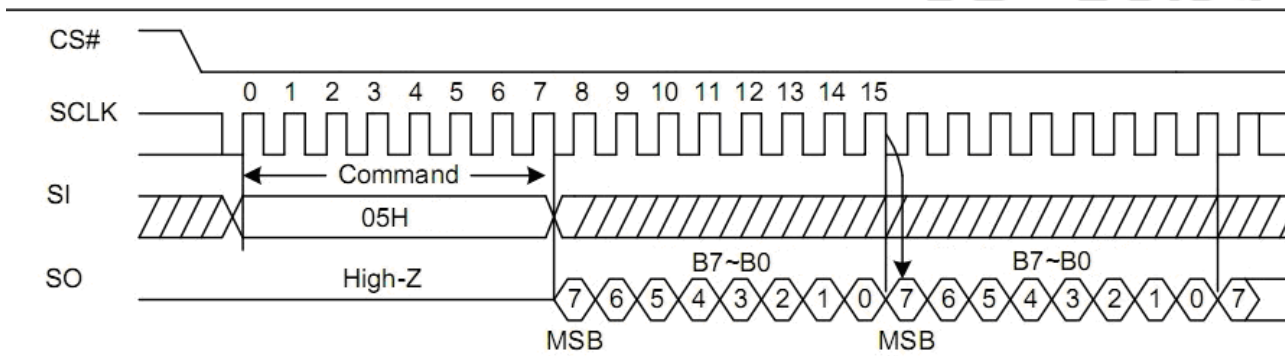 CS#
0 1 2 3 4 5 6 7 8 9 10 11 12 13 14 15
SCLK
Command
SI
05H
B7~B0 B7~B0
SO High-Z
7 6 5 4 3 2 1 0 7 6 5 4 3 2 1 0 7
MSB MSB